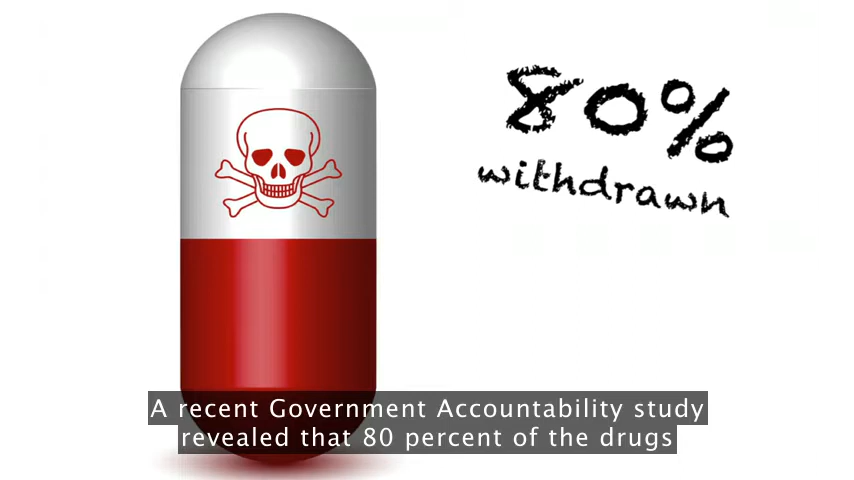 80%
withdrawn
A recent Government Accountability study
revealed that 80 percent of the drugs